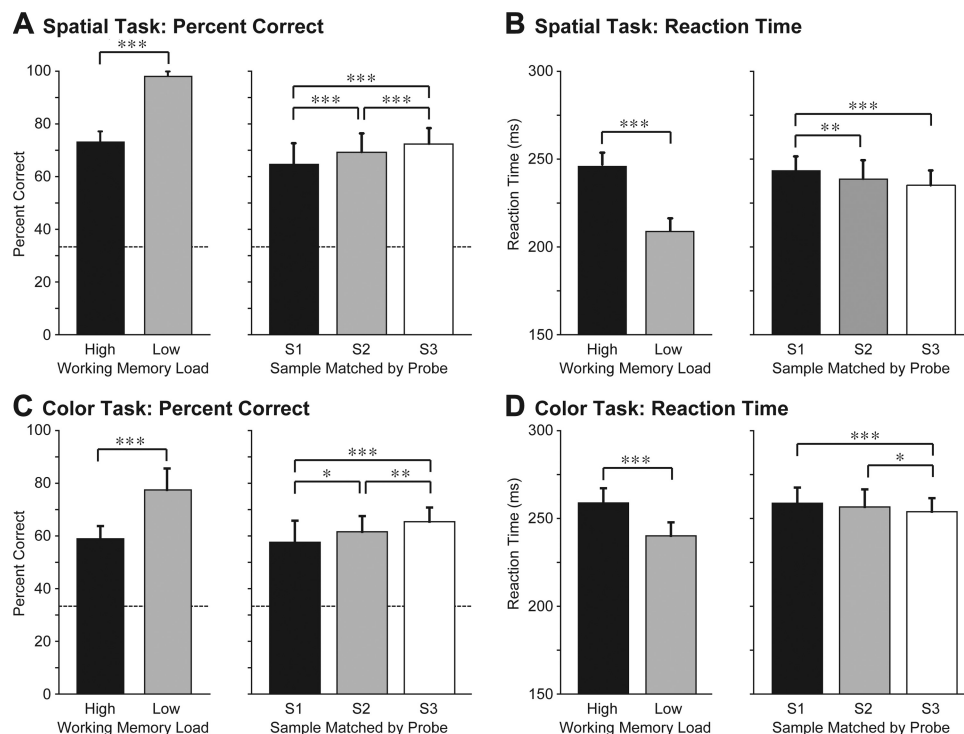 A Spatial Task: Percent Correct
***
100
80
60
40
20
0
Percent Correct
High Low
Working Memory Load
***
*** ***
S1 S2 S3
Sample Matched by Probe
B Spatial Task: Reaction Time
300
250
200
150
Reaction Time (ms)
***
High Low
Working Memory Load
***
**
S1 S2 S3
Sample Matched by Probe
C Color Task: Percent Correct
100
80
60
40
20
0
Percent Correct
***
High Low
Working Memory Load
***
* **
S1 S2 S3
Sample Matched by Probe
D Color Task: Reaction Time
300
250
200
150
Reaction Time (ms)
***
High Low
Working Memory Load
***
*
S1 S2 S3
Sample Matched by Probe